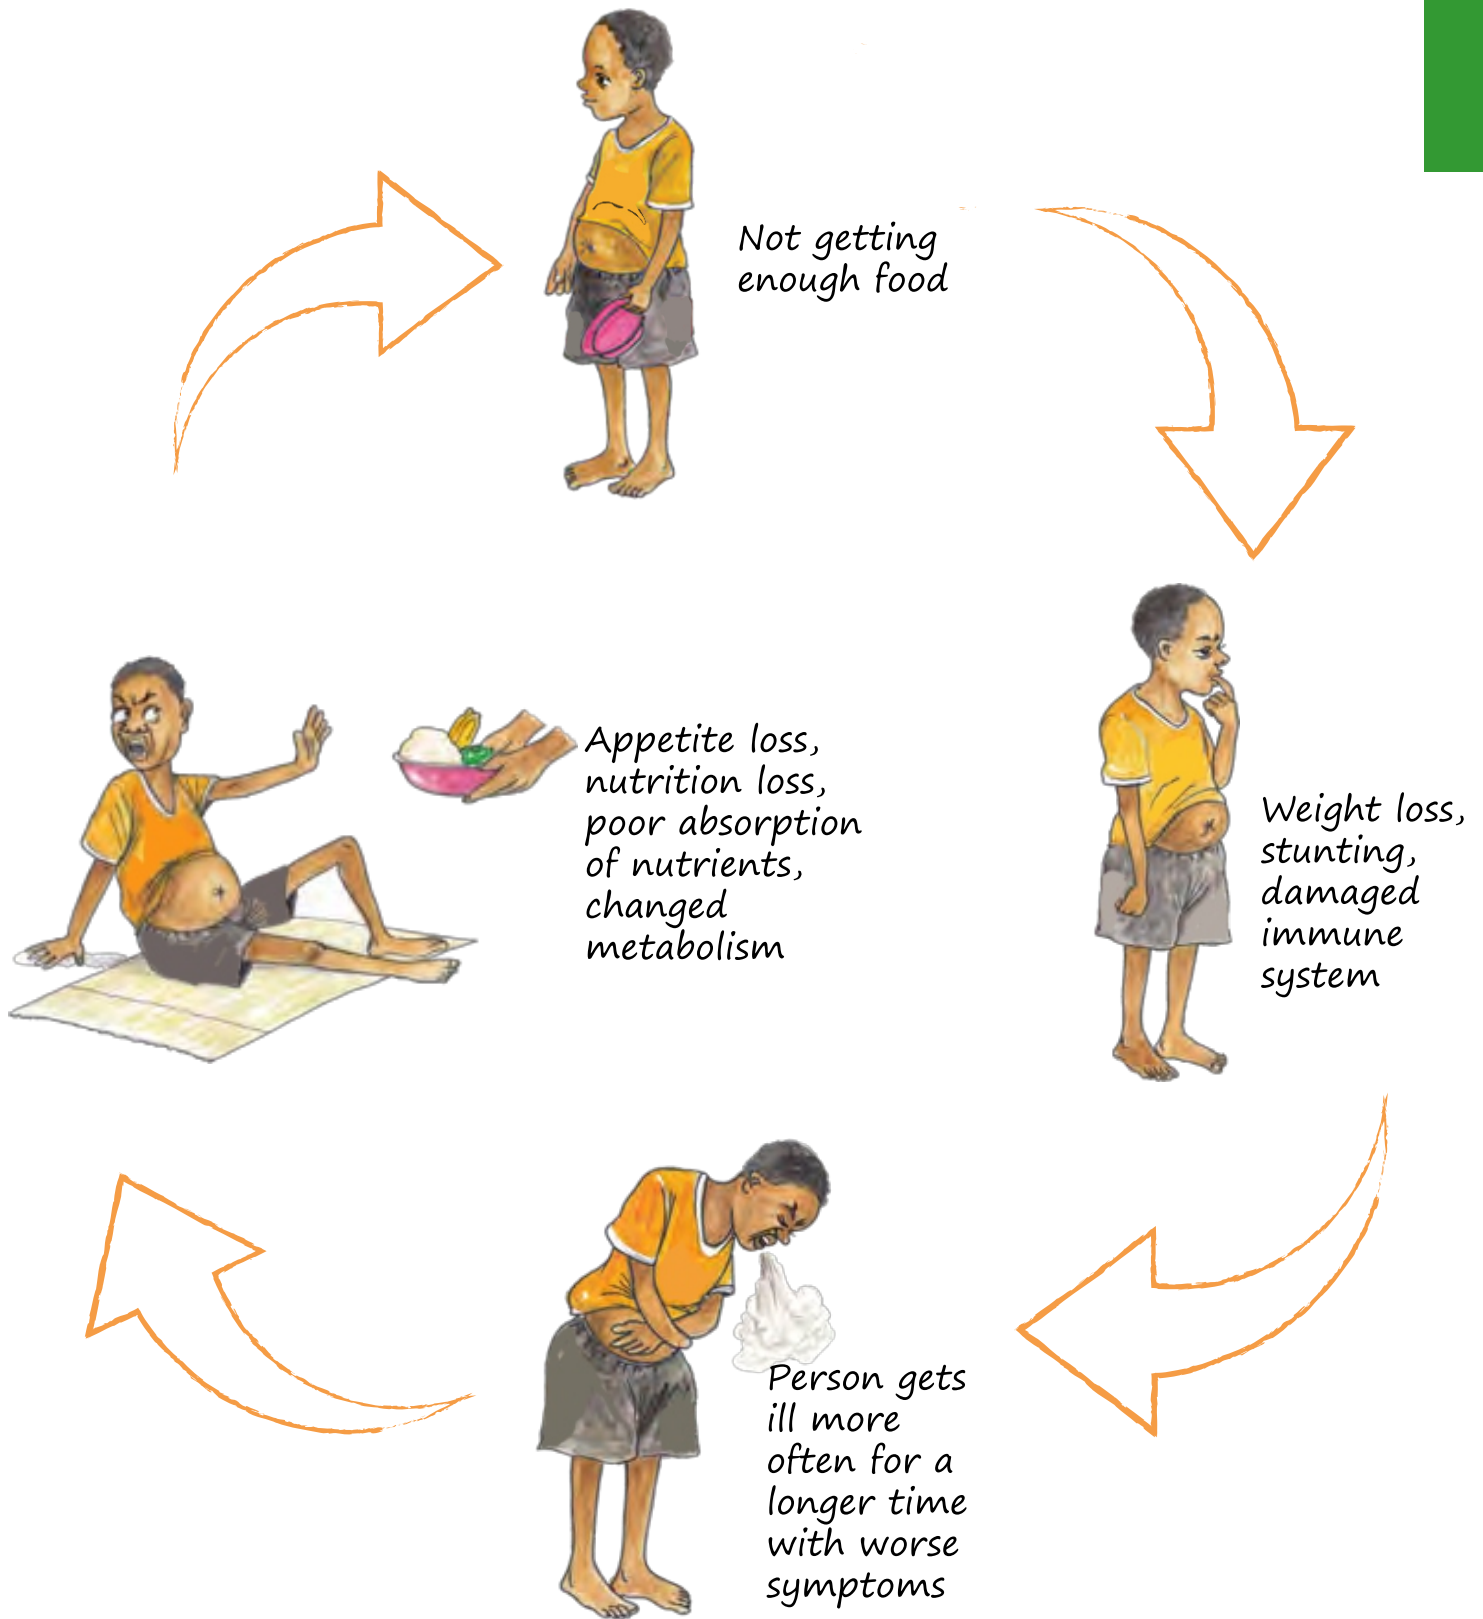 Not getting
enough food
Weight loss,
stunting,
damaged
immune
system
Person gets
ill more
often for a
longer time
with worse
symptoms
Appetite loss,
nutrition loss,
poor absorption
of nutrients,
changed
metabolism